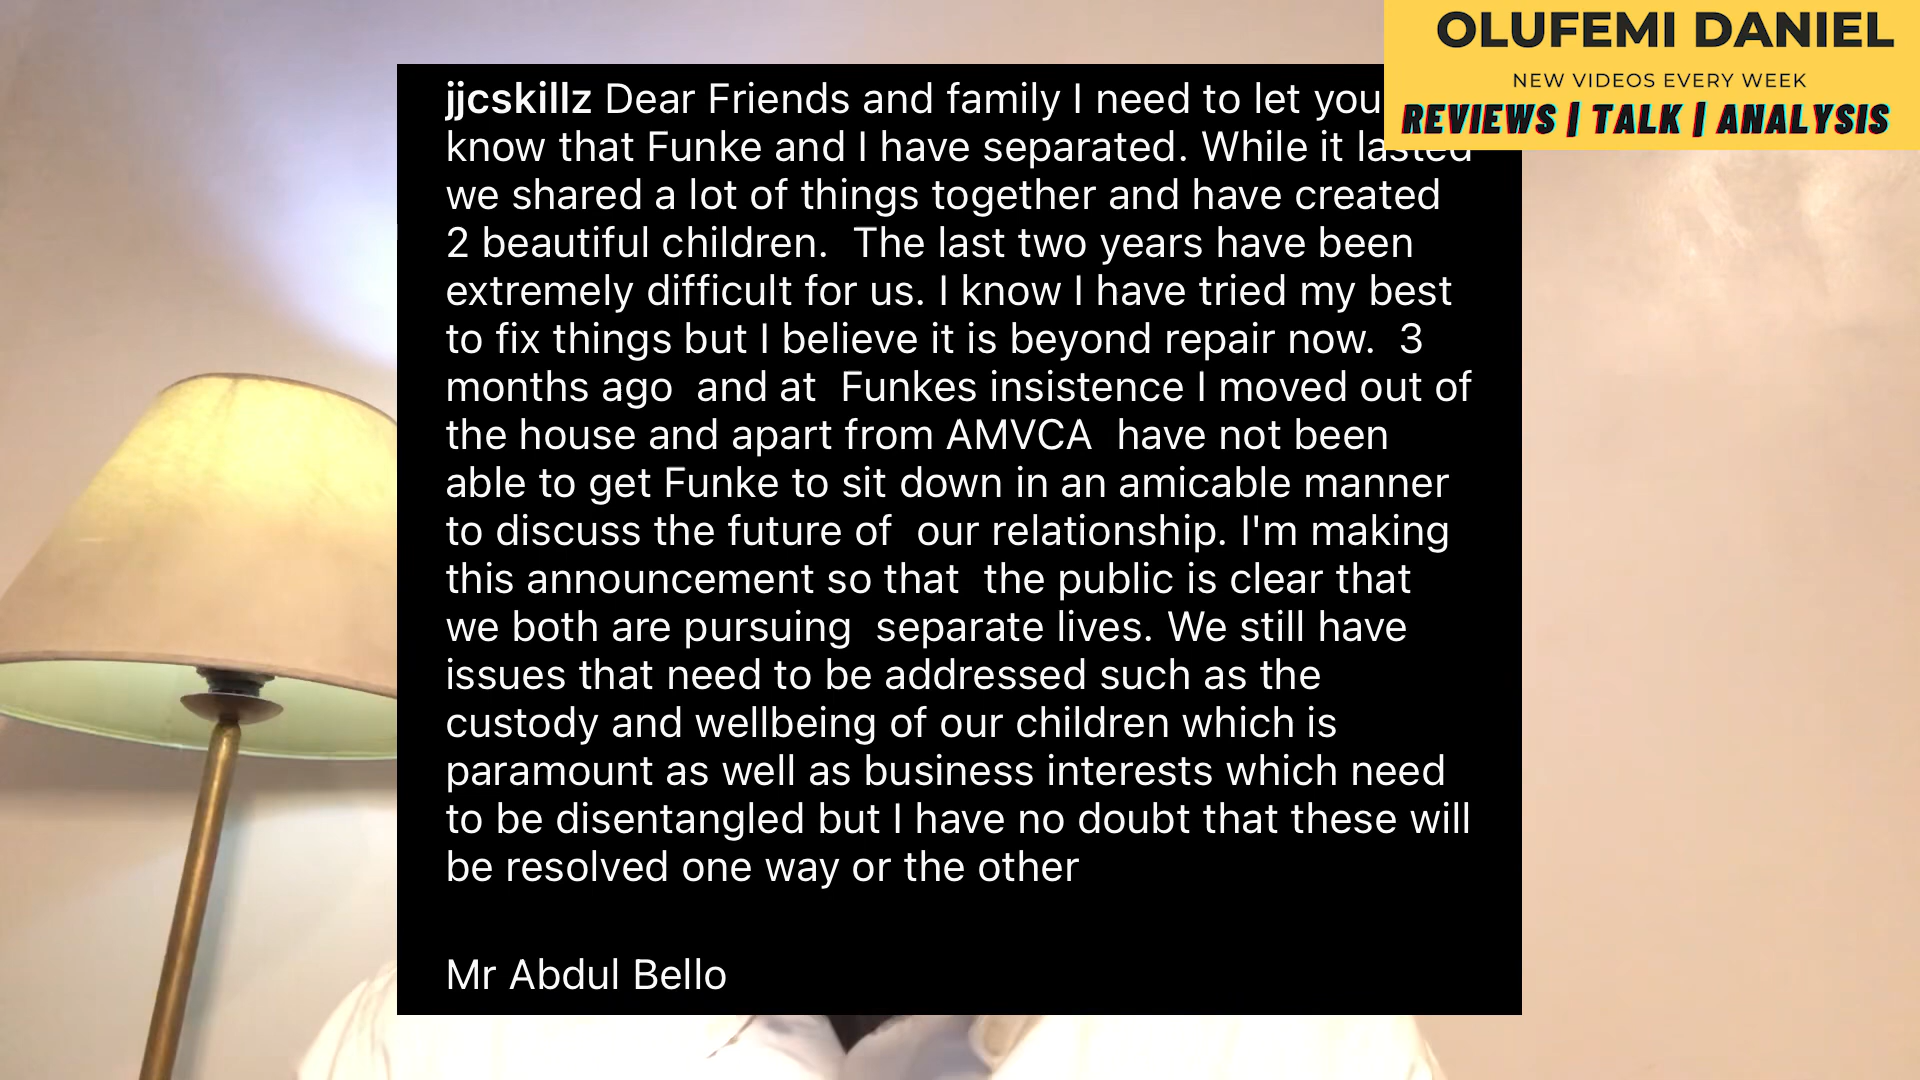 OLUFEMI DANIEL
NEW VIDEOS EVERY WEEK
REVIEWS | TALK | ANALYSIS
jjcskillz Dear Friends and family I need to let you
know that Funke and I have separated. While it lasted
we shared a lot of things together and have created
2 beautiful children.  The last two years have been
extremely difficult for us. I know I have tried my best
to fix things but I believe it is beyond repair now.  3
months ago  and at  Funkes insistence I moved out of
the house and apart from AMVCA  have not been
able to get Funke to sit down in an amicable manner
to discuss the future of  our relationship. I'm making
this announcement so that  the public is clear that
we both are pursuing  separate lives. We still have
issues that need to be addressed such as the
custody and wellbeing of our children which is
paramount as well as business interests which need
to be disentangled but I have no doubt that these will
be resolved one way or the other
Mr Abdul Bello